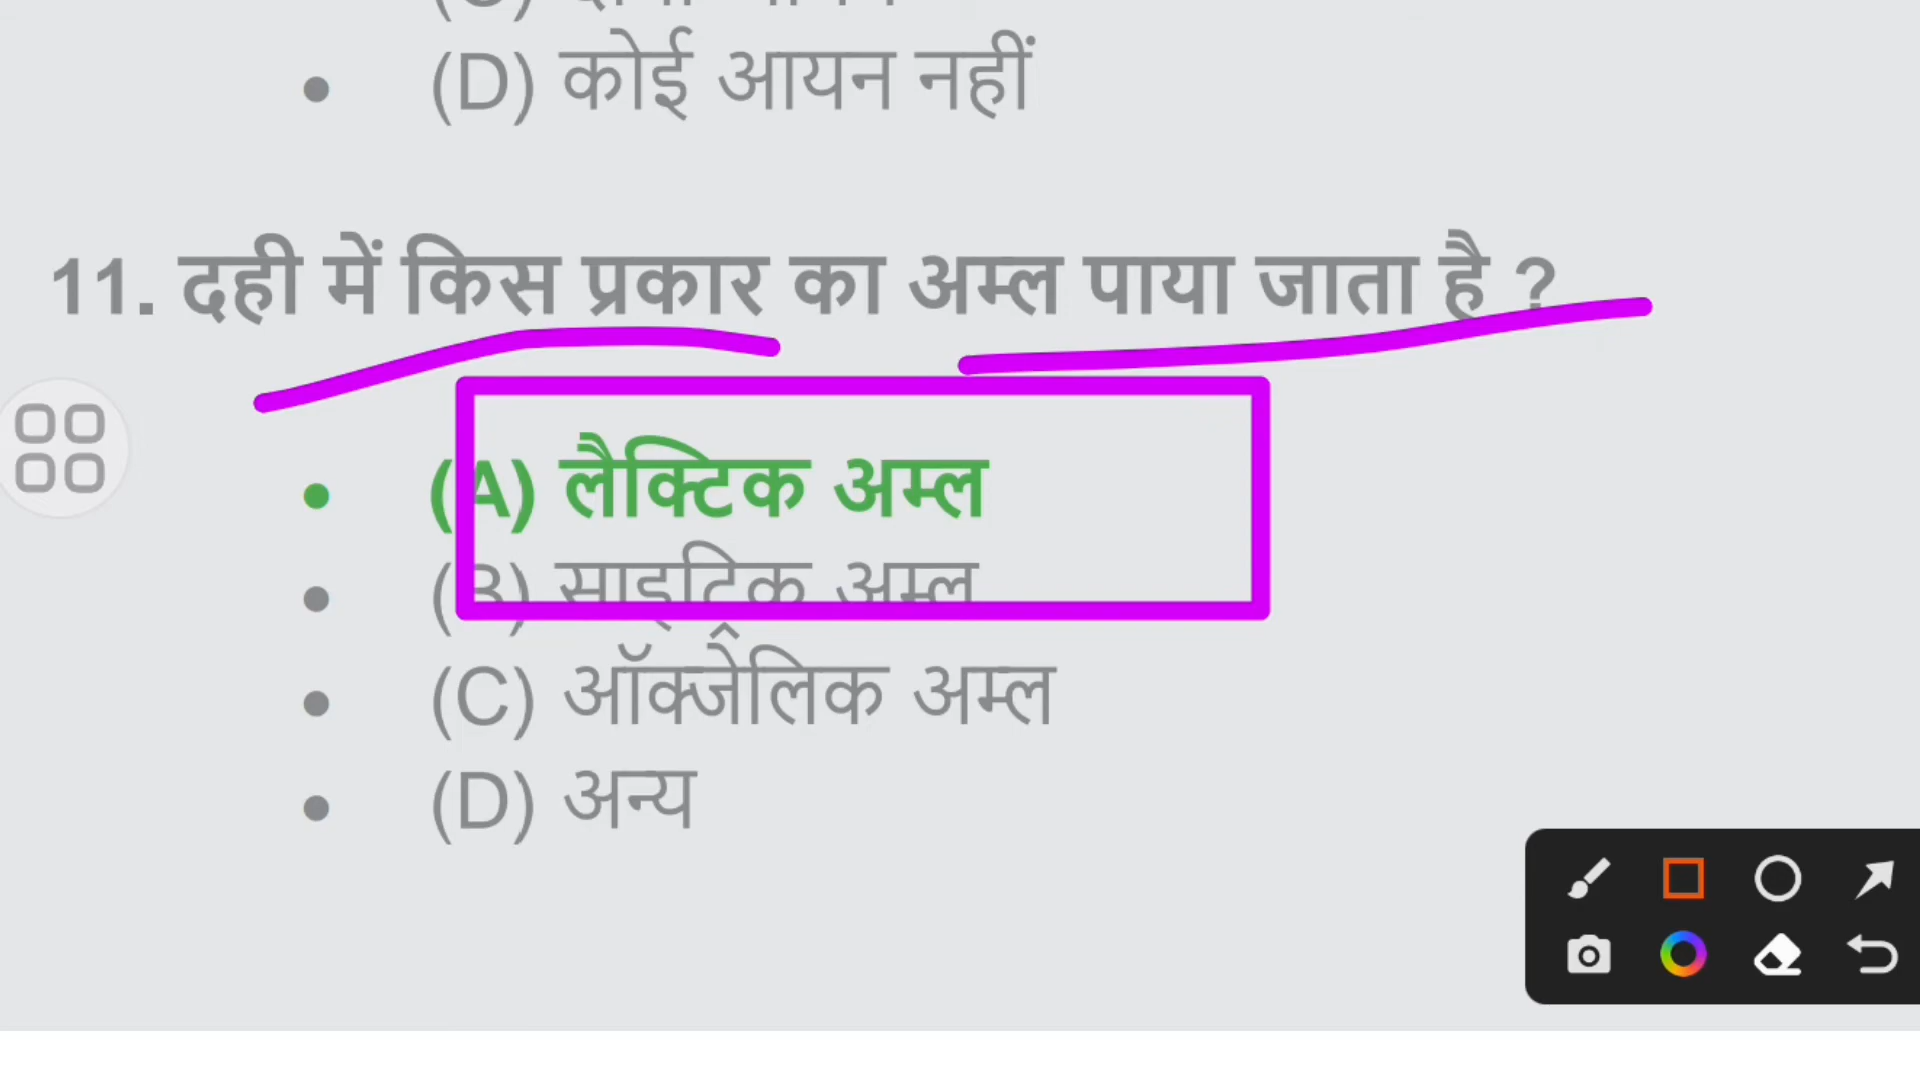 (D) कोई आयन नहीं
11. दही में किस प्रकार का अम्ल पाया जाता है ?
(A) लैक्टिक अम्ल
(B) साइट्रिक अम्ल
(C) ऑक्जेलिक अम्ल
(D) अन्य